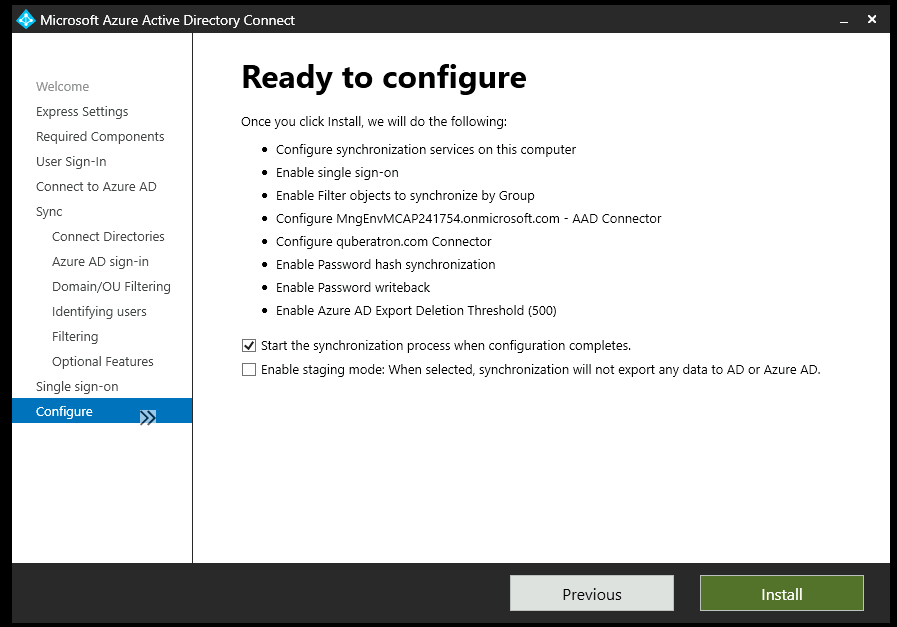 Microsoft Azure Active Directory Connect
Welcome
Express Settings
Required Components
User Sign-In
Connect to Azure AD
Sync
Connect Directories
Azure AD sign-in
Domain/OU Filtering
Identifying users
Filtering
Optional Features
Single sign-on
Configure
Ready to configure
Once you click Install, we will do the following:
Configure synchronization services on this computer
Enable single sign-on
Enable Filter objects to synchronize by Group
Configure MngEnvMCAP241754.onmicrosoft.com - AAD Connector
Configure quberatron.com Connector
Enable Password hash synchronization
Enable Password writeback
Enable Azure AD Export Deletion Threshold (500)
Start the synchronization process when configuration completes.
Enable staging mode: When selected, synchronization will not export any data to AD or Azure AD.
Previous
Install